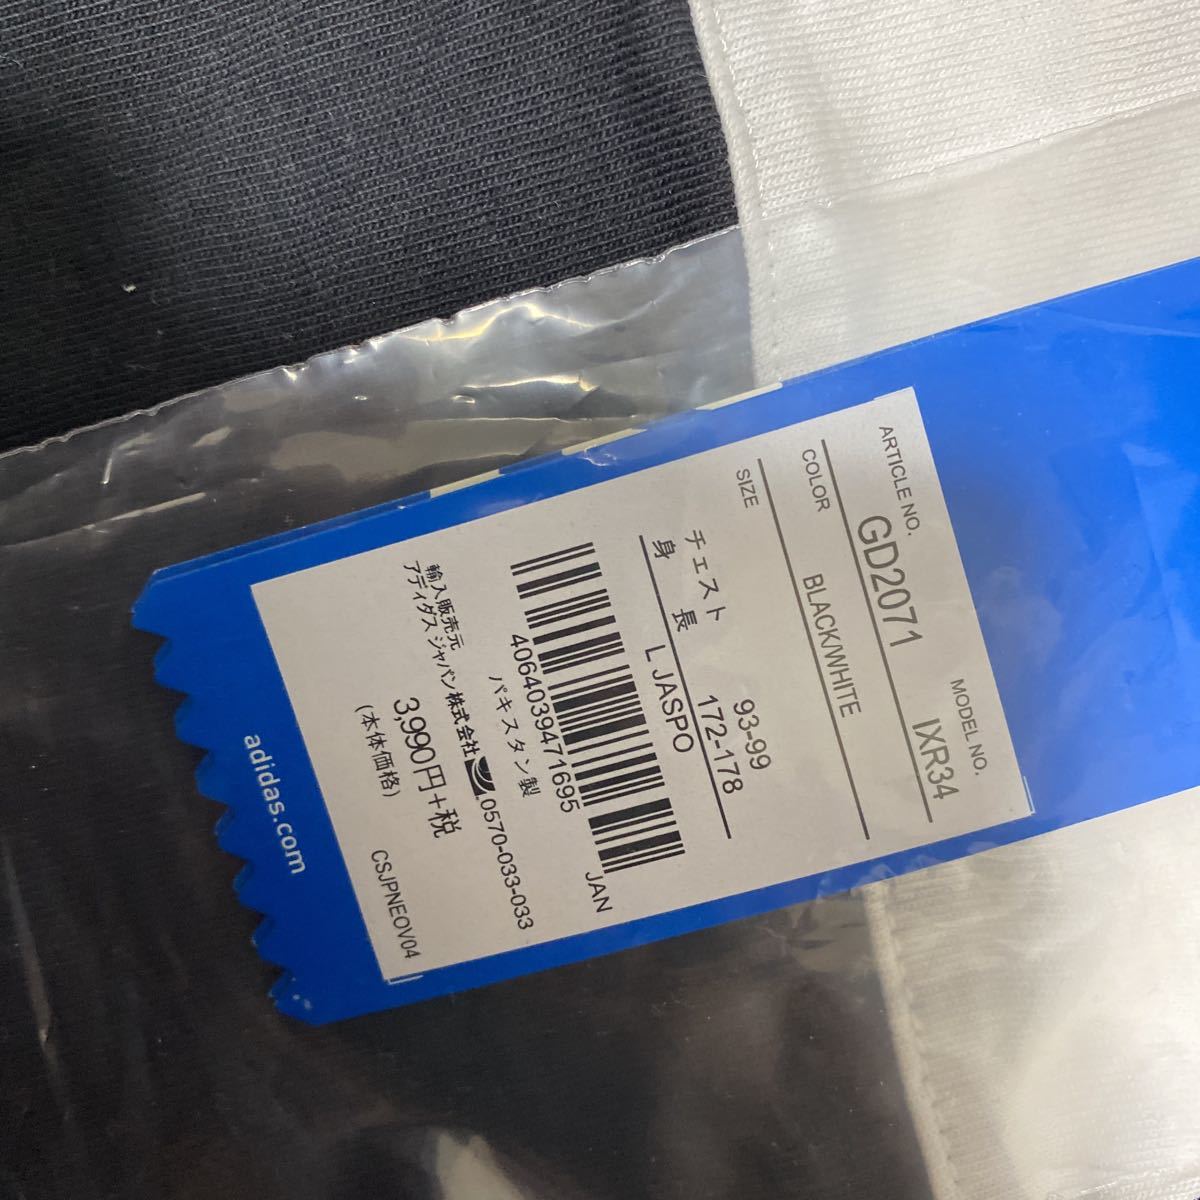 ARTICLE NO. MODEL NO.
GD2071 IXR34
COLOR
BLACK/WHITE
SIZE
チェスト 93-99
身長 172-178
L JASPO
JAN
4064039471695
パキスタン製
輸入販売元
アディダス ジャパン株式会社 0570-033-033
3,990円+税
(本体価格)
CSJPNEOV04
adidas.com